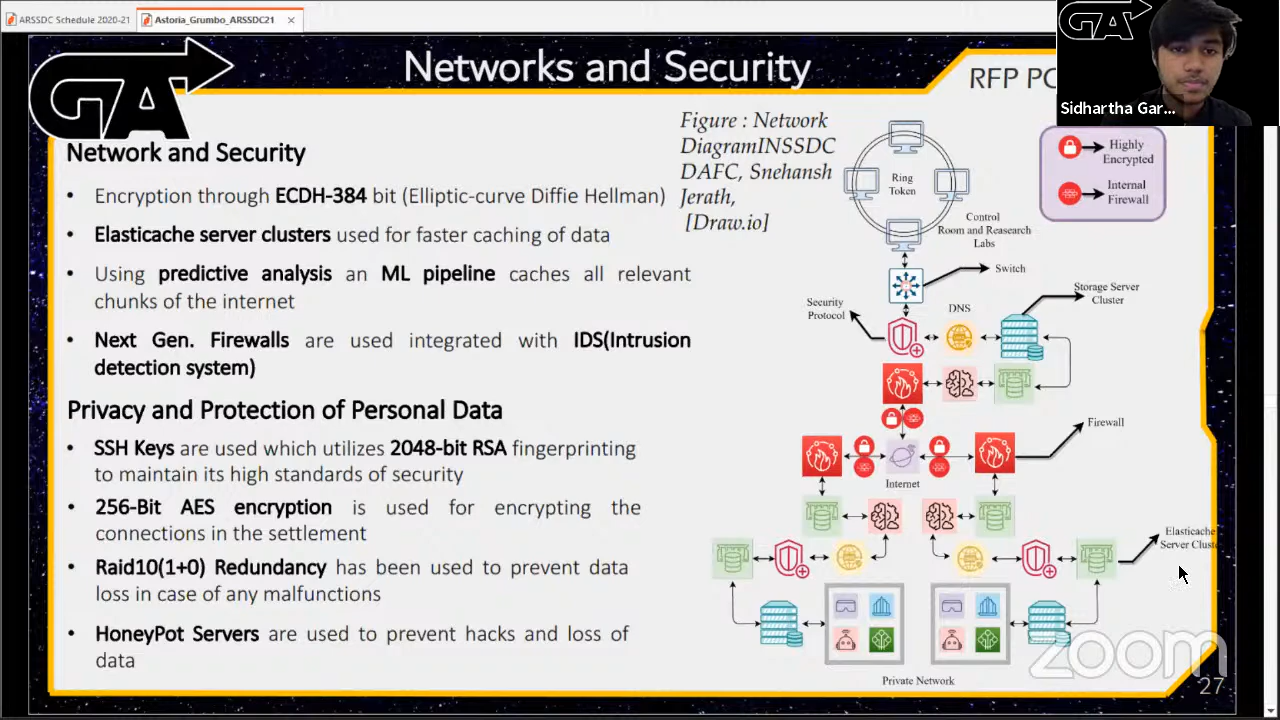 ARSSDC Schedule 2020-21
Astoria_Grumbo_ARSSDC21
GA
Networks and Security
RFP PO
Sidhartha Gar...
Network and Security
• Encryption through ECDH-384 bit (Elliptic-curve Diffie Hellman)
• Elasticache server clusters used for faster caching of data
• Using predictive analysis an ML pipeline caches all relevant
chunks of the internet
• Next Gen. Firewalls are used integrated with IDS(Intrusion
detection system)
Privacy and Protection of Personal Data
• SSH Keys are used which utilizes 2048-bit RSA fingerprinting
to maintain its high standards of security
• 256-Bit AES encryption is used for encrypting the
connections in the settlement
• Raid10(1+0) Redundancy has been used to prevent data
loss in case of any malfunctions
• HoneyPot Servers are used to prevent hacks and loss of
data
Figure : Network
DiagramINSSDC
DAFC, Snehansh
Jerath,
[Draw.io]
Ring
Token
Highly
Encrypted
Internal
Firewall
Control
Room and Reasearch
Labs
Switch
Security
Protocol
DNS
Storage Server
Cluster
Firewall
Internet
Elasticache
Server Cluste
Private Network
zoom
27